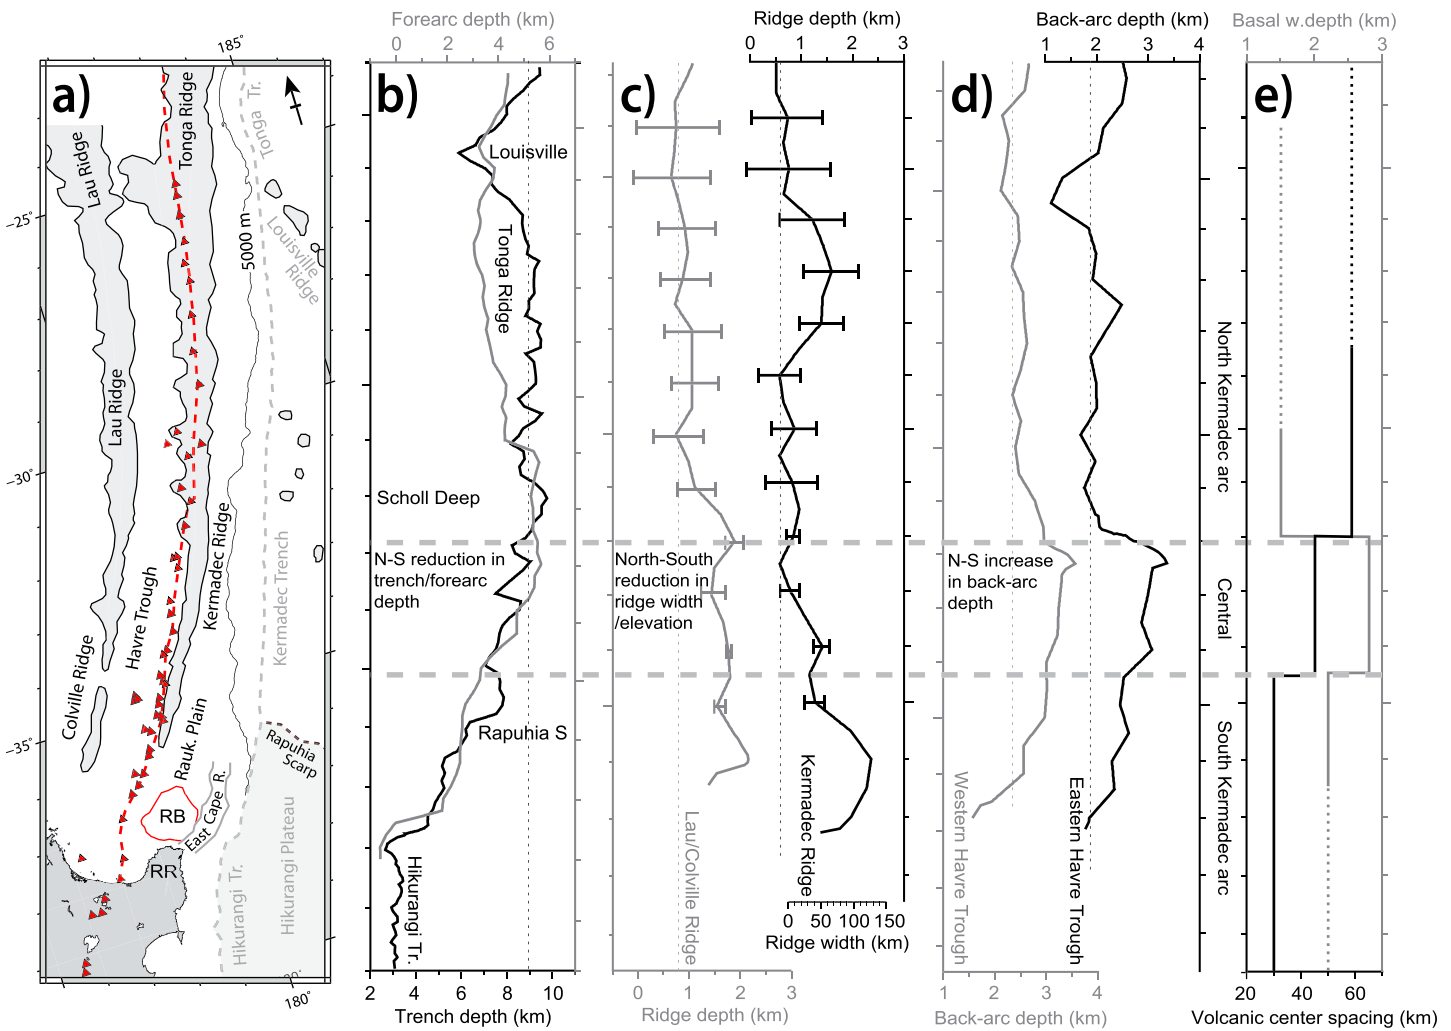 a)
185°
−25°
−30°
−35°
180°
Lau Ridge
Tonga Ridge
Tonga Tr.
5000 m
Louisville
Ridge
Lau Ridge
Havre Trough
Kermadec Ridge
Kermadec Trench
Colville Ridge
Rauk. Plain
Rapuhia
Scarp
RB
East Cape R.
RR
Hikurangi Tr.
Hikurangi Plateau
b)
Forearc depth (km)
0 2 4 6
Louisville
Tonga Ridge
Scholl Deep
N-S reduction in
trench/forearc
depth
Rapuhia S
Hikurangi Tr.
2 4 6 8 10
Trench depth (km)
c)
Ridge depth (km)
0 1 2 3
North-South
reduction in
ridge width
/elevation
Lau/Colville Ridge
Kermadec Ridge
0 50 100 150
Ridge width (km)
0 1 2 3
Ridge depth (km)
d)
Back-arc depth (km)
1 2 3 4
N-S increase
in back-arc
depth
Western Havre Trough
Eastern Havre Trough
1 2 3 4
Back-arc depth (km)
e)
Basal w.depth (km)
1 2 3
North Kermadec arc
Central
South Kermadec arc
20 40 60
Volcanic center spacing (km)